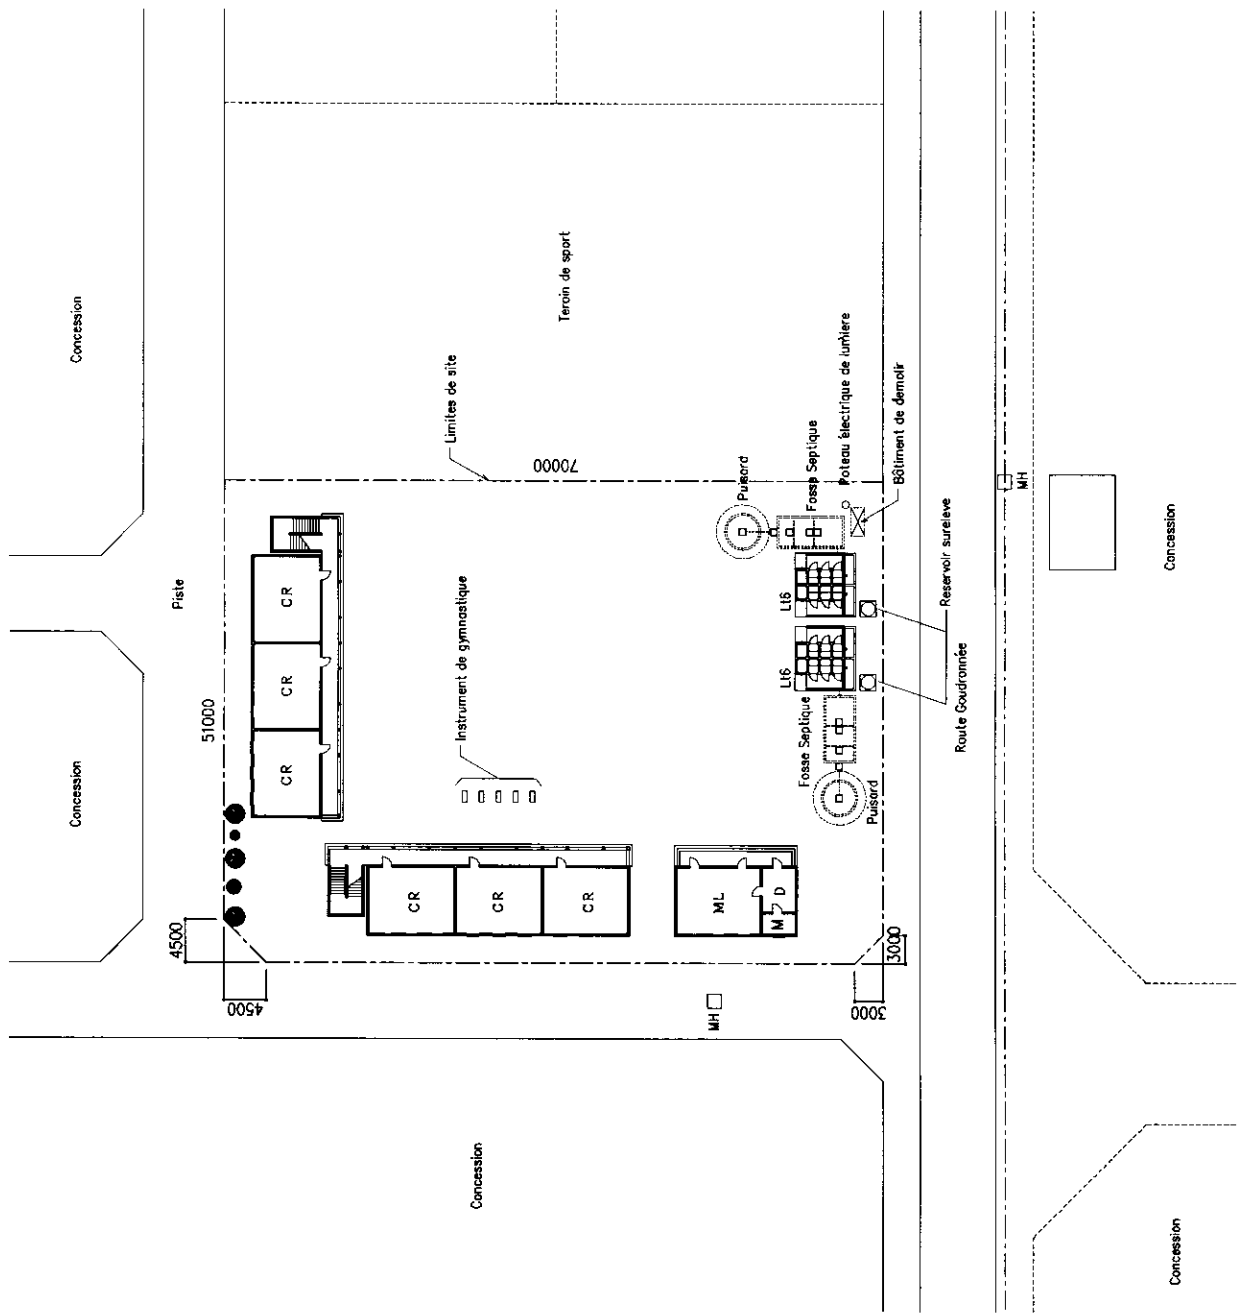 Concession
Teroin de sport
Limites de site
70000
Piste
51000
Concession
CR
CR
CR
Instrument de gymnastique
Puisard
Fosse Septique
Poteau électrique de lumiere
Bâtiment de demolir
Lt6
Lt6
Reservoir sureleve
Route Goudronnée
Fosse Septique
Puisard
MH
Concession
4500
4500
CR
CR
CR
ML
D
M
3000
3000
MH
Concession
Concession